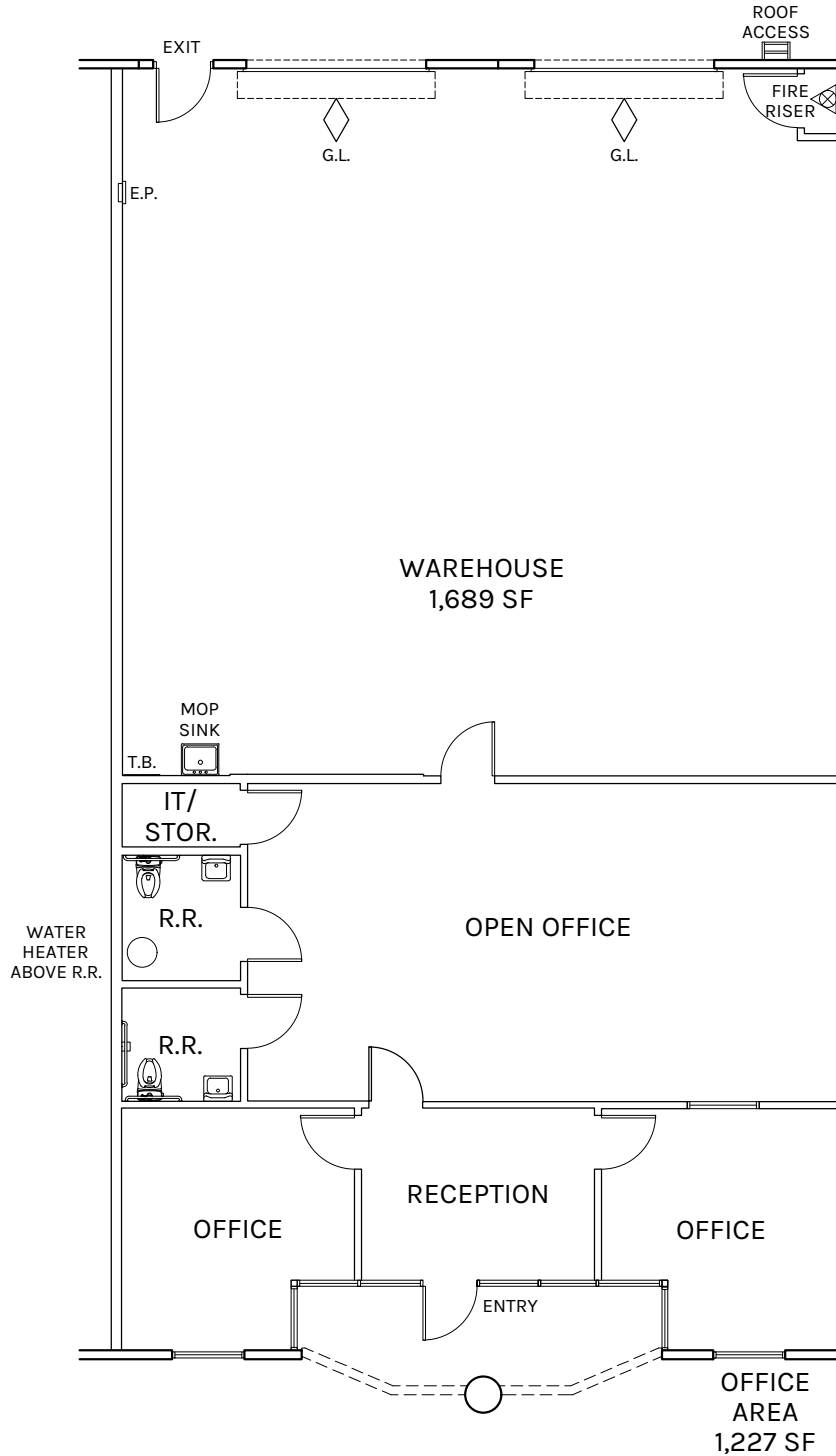 ROOF
ACCESS
EXIT
FIRE
RISER
G.L.
G.L.
E.P.
WAREHOUSE
1,689 SF
MOP
SINK
T.B.
IT/
STOR.
R.R.
OPEN OFFICE
WATER
HEATER
ABOVE R.R.
R.R.
RECEPTION
OFFICE
OFFICE
ENTRY
OFFICE
AREA
1,227 SF